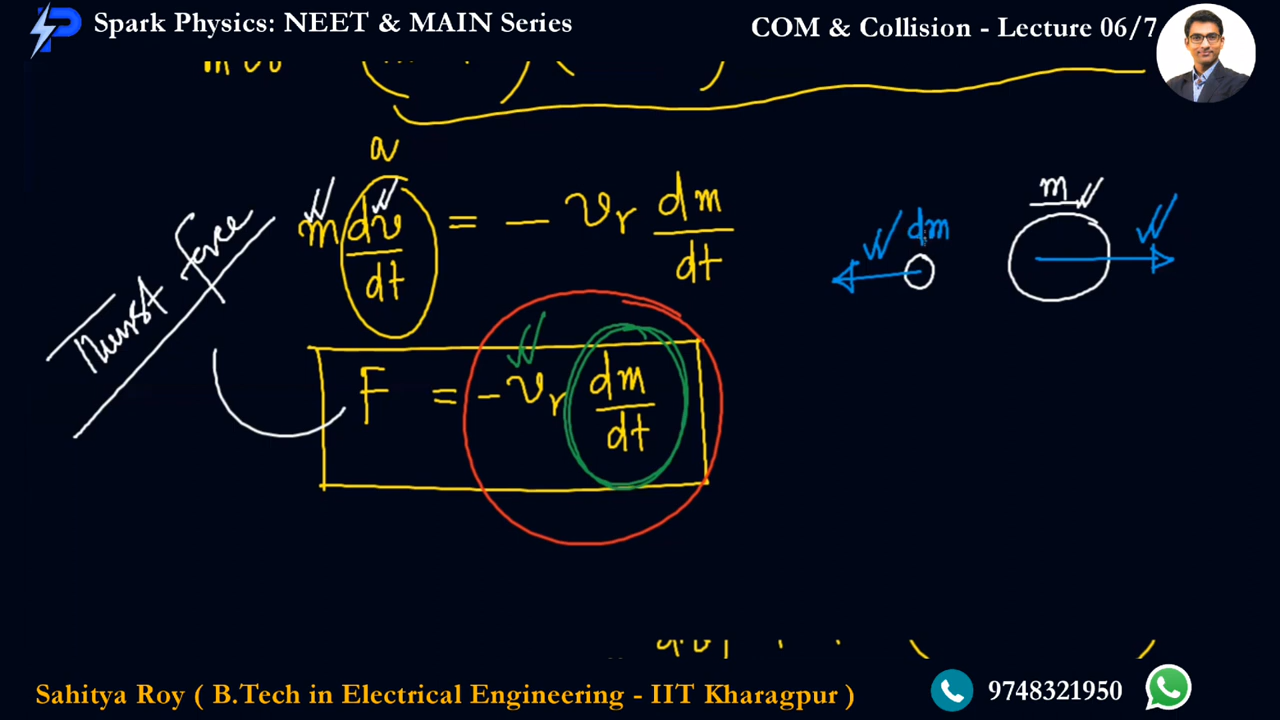 Spark Physics: NEET & MAIN Series
COM & Collision - Lecture 06/7
a
m dv/dt = - vr dm/dt
Thrust force
F = - vr dm/dt
dm
m
Sahitya Roy ( B.Tech in Electrical Engineering - IIT Kharagpur )
9748321950